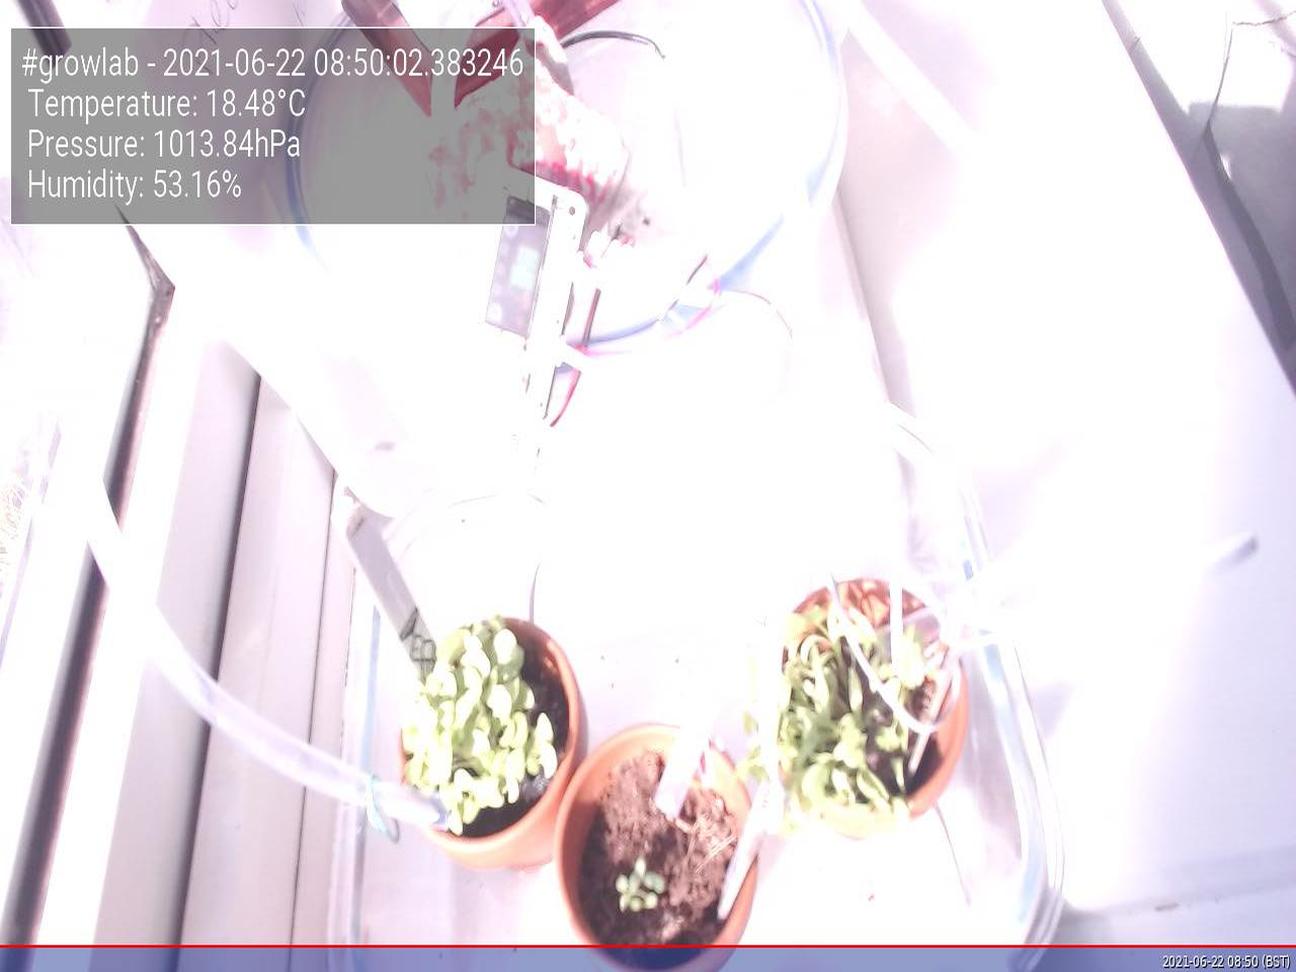 #growlab - 2021-06-22 08:50:02.383246
Temperature: 18.48°C
Pressure: 1013.84hPa
Humidity: 53.16%
2021-06-22 08:50 (BST)